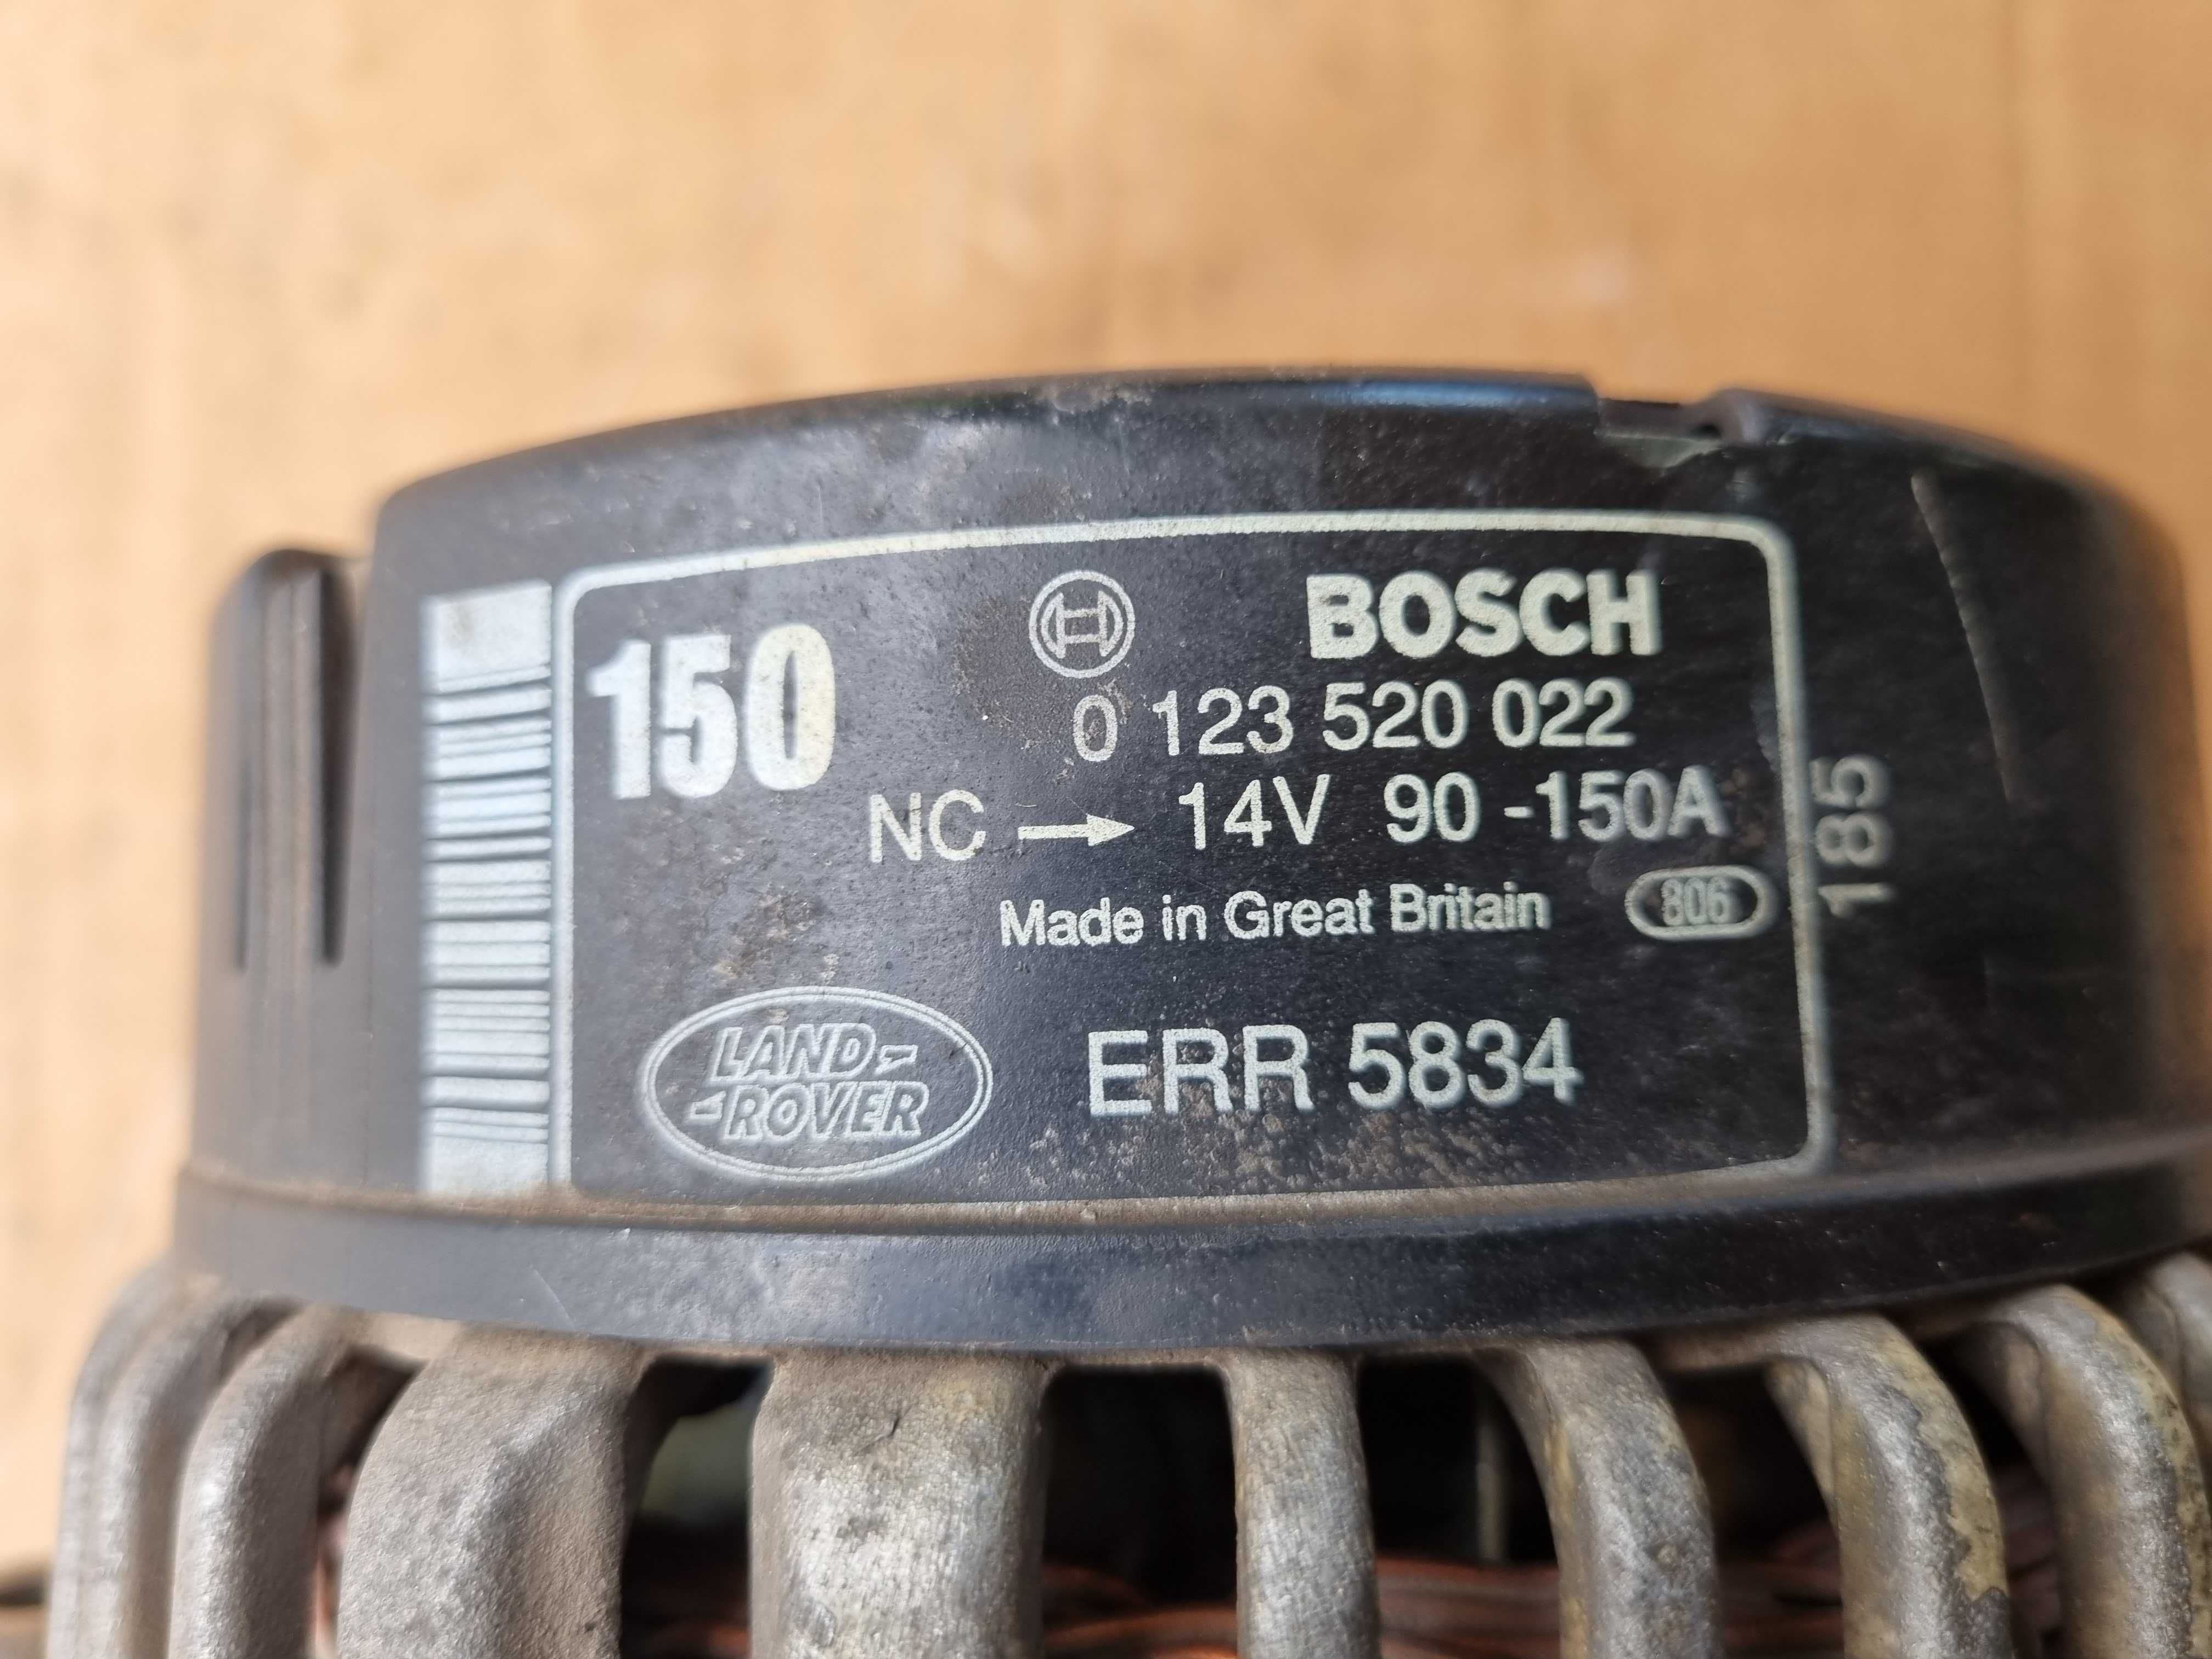 150
BOSCH
0 123 520 022
NC → 14V 90 -150A
Made in Great Britain 806
185
LAND
ROVER
ERR 5834